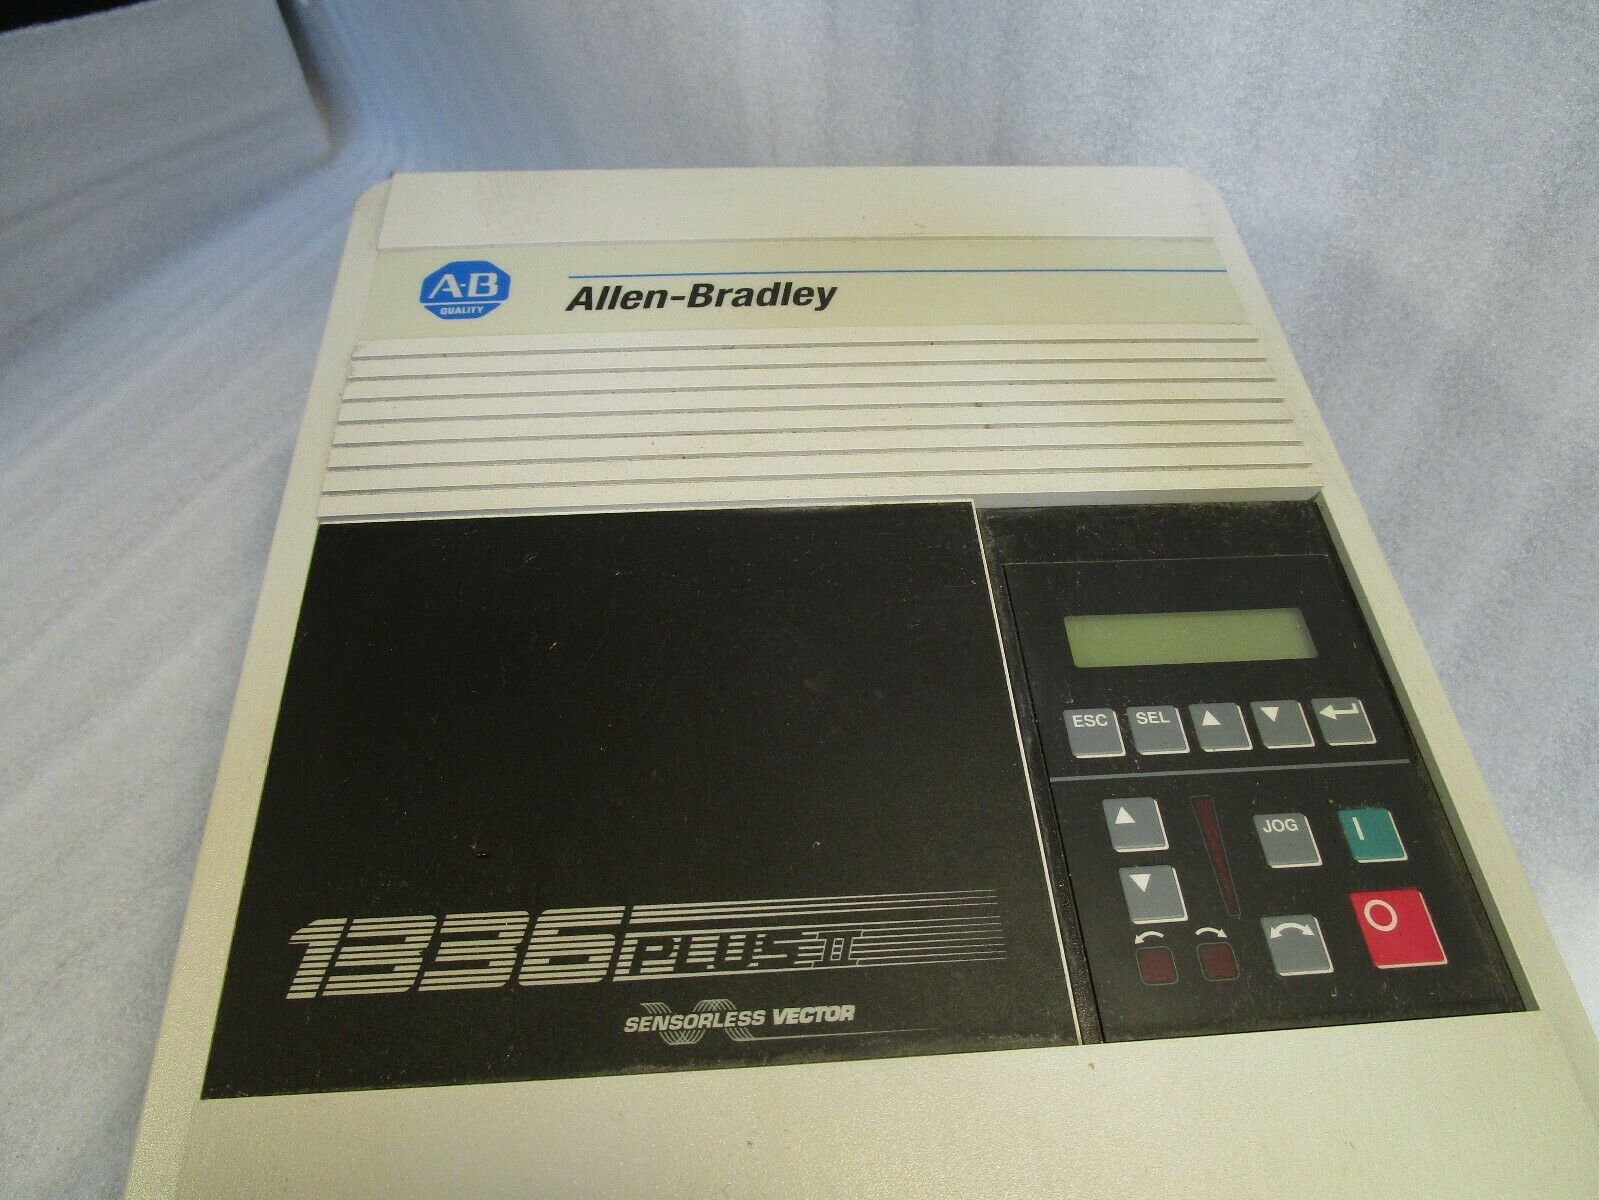 A-B
QUALITY
Allen-Bradley
ESC SEL
JOG
I
O
1336 PLUS II
SENSORLESS VECTOR